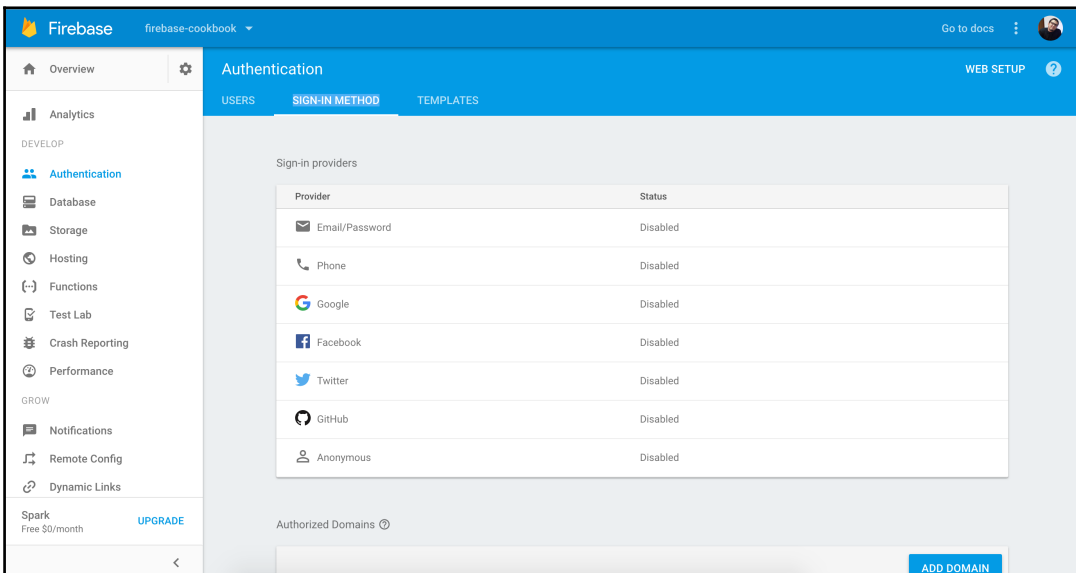 Firebase
firebase-cookbook
Go to docs
Overview
Authentication
WEB SETUP
?
USERS
SIGN-IN METHOD
TEMPLATES
Analytics
DEVELOP
Authentication
Database
Storage
Hosting
Functions
Test Lab
Crash Reporting
Performance
GROW
Notifications
Remote Config
Dynamic Links
Spark
Free $0/month
UPGRADE
Sign-in providers
Provider Status
Email/Password Disabled
Phone Disabled
Google Disabled
Facebook Disabled
Twitter Disabled
GitHub Disabled
Anonymous Disabled
Authorized Domains ?
ADD DOMAIN